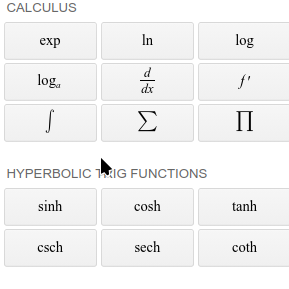 CALCULUS
exp ln log
logₐ d/dx f ′
∫ ∑ ∏
HYPERBOLIC TRIG FUNCTIONS
sinh cosh tanh
csch sech coth